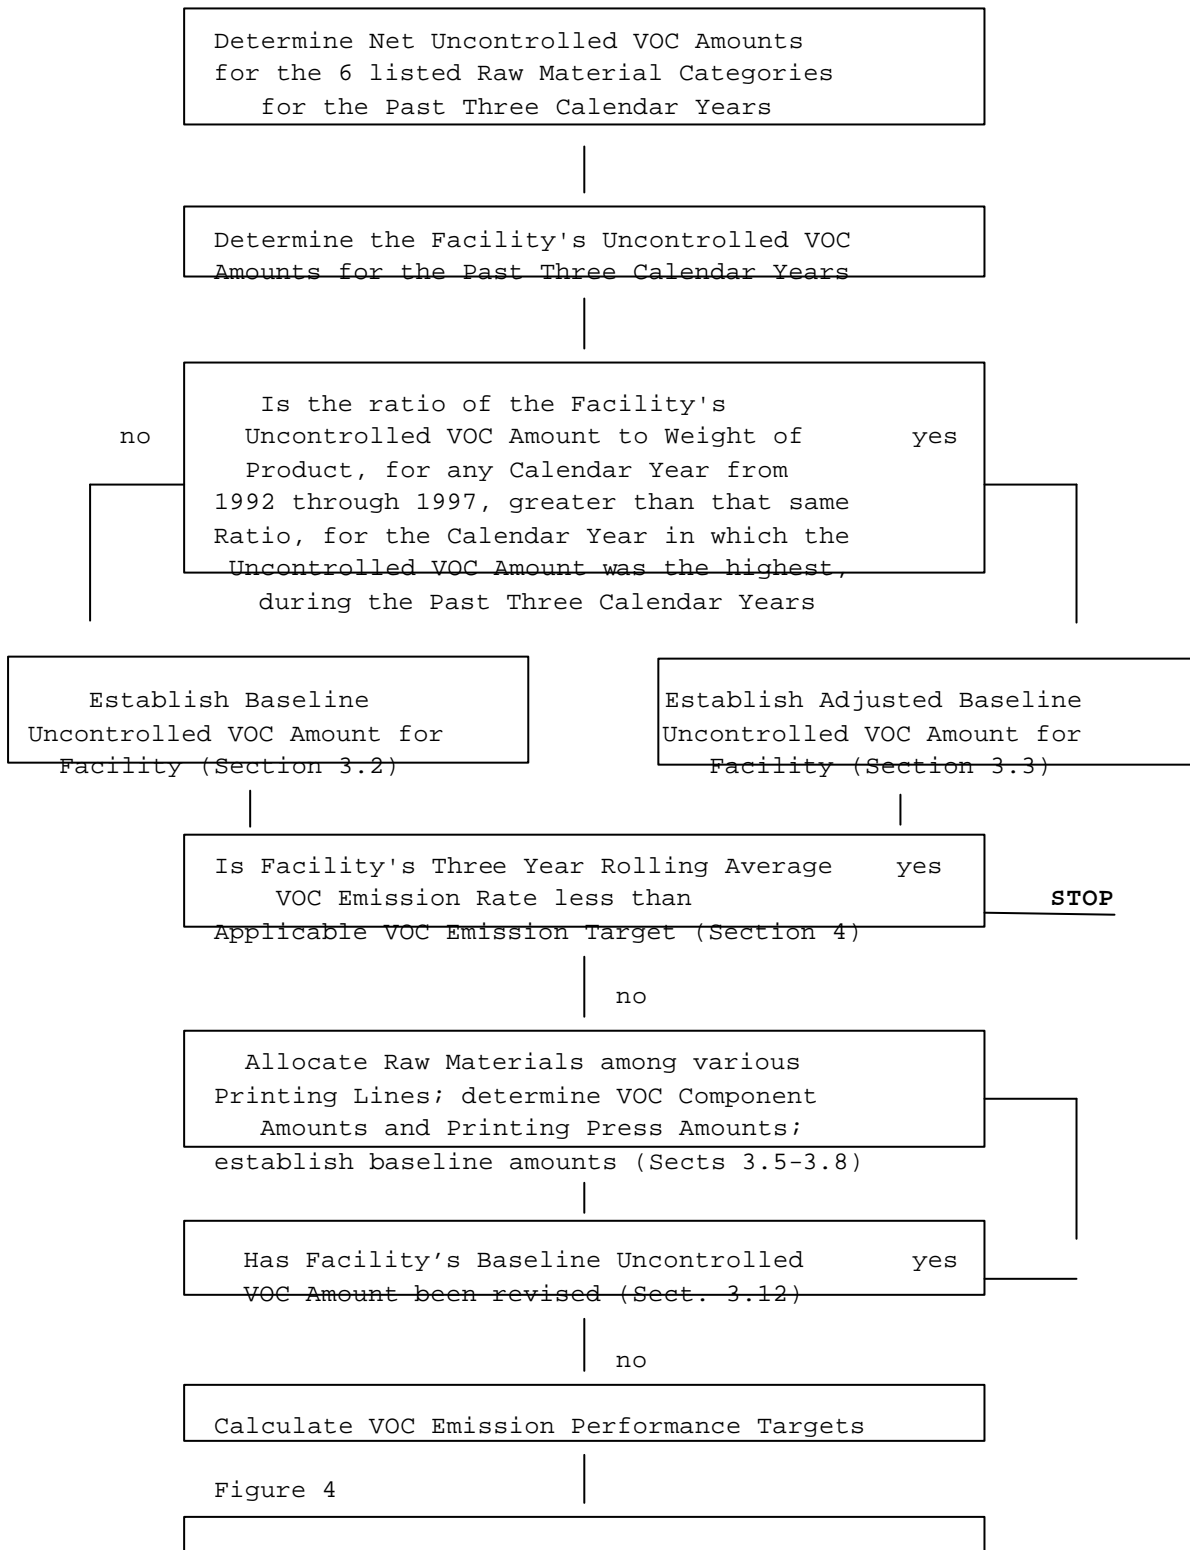 Determine Net Uncontrolled VOC Amounts
for the 6 listed Raw Material Categories
for the Past Three Calendar Years
Determine the Facility's Uncontrolled VOC
Amounts for the Past Three Calendar Years
Is the ratio of the Facility's
no Uncontrolled VOC Amount to Weight of yes
Product, for any Calendar Year from
1992 through 1997, greater than that same
Ratio, for the Calendar Year in which the
Uncontrolled VOC Amount was the highest,
during the Past Three Calendar Years
Establish Baseline
Uncontrolled VOC Amount for
Facility (Section 3.2)
Establish Adjusted Baseline
Uncontrolled VOC Amount for
Facility (Section 3.3)
Is Facility's Three Year Rolling Average yes
VOC Emission Rate less than STOP
Applicable VOC Emission Target (Section 4)
no
Allocate Raw Materials among various
Printing Lines; determine VOC Component
Amounts and Printing Press Amounts;
establish baseline amounts (Sects 3.5-3.8)
Has Facility’s Baseline Uncontrolled yes
VOC Amount been revised (Sect. 3.12)
no
Calculate VOC Emission Performance Targets
Figure 4